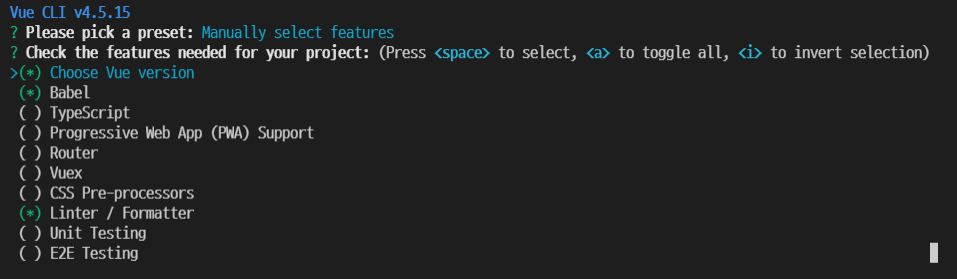 Vue CLI v4.5.15
? Please pick a preset: Manually select features
? Check the features needed for your project: (Press <space> to select, <a> to toggle all, <i> to invert selection)
>(*) Choose Vue version
(*) Babel
( ) TypeScript
( ) Progressive Web App (PWA) Support
( ) Router
( ) Vuex
( ) CSS Pre-processors
(*) Linter / Formatter
( ) Unit Testing
( ) E2E Testing